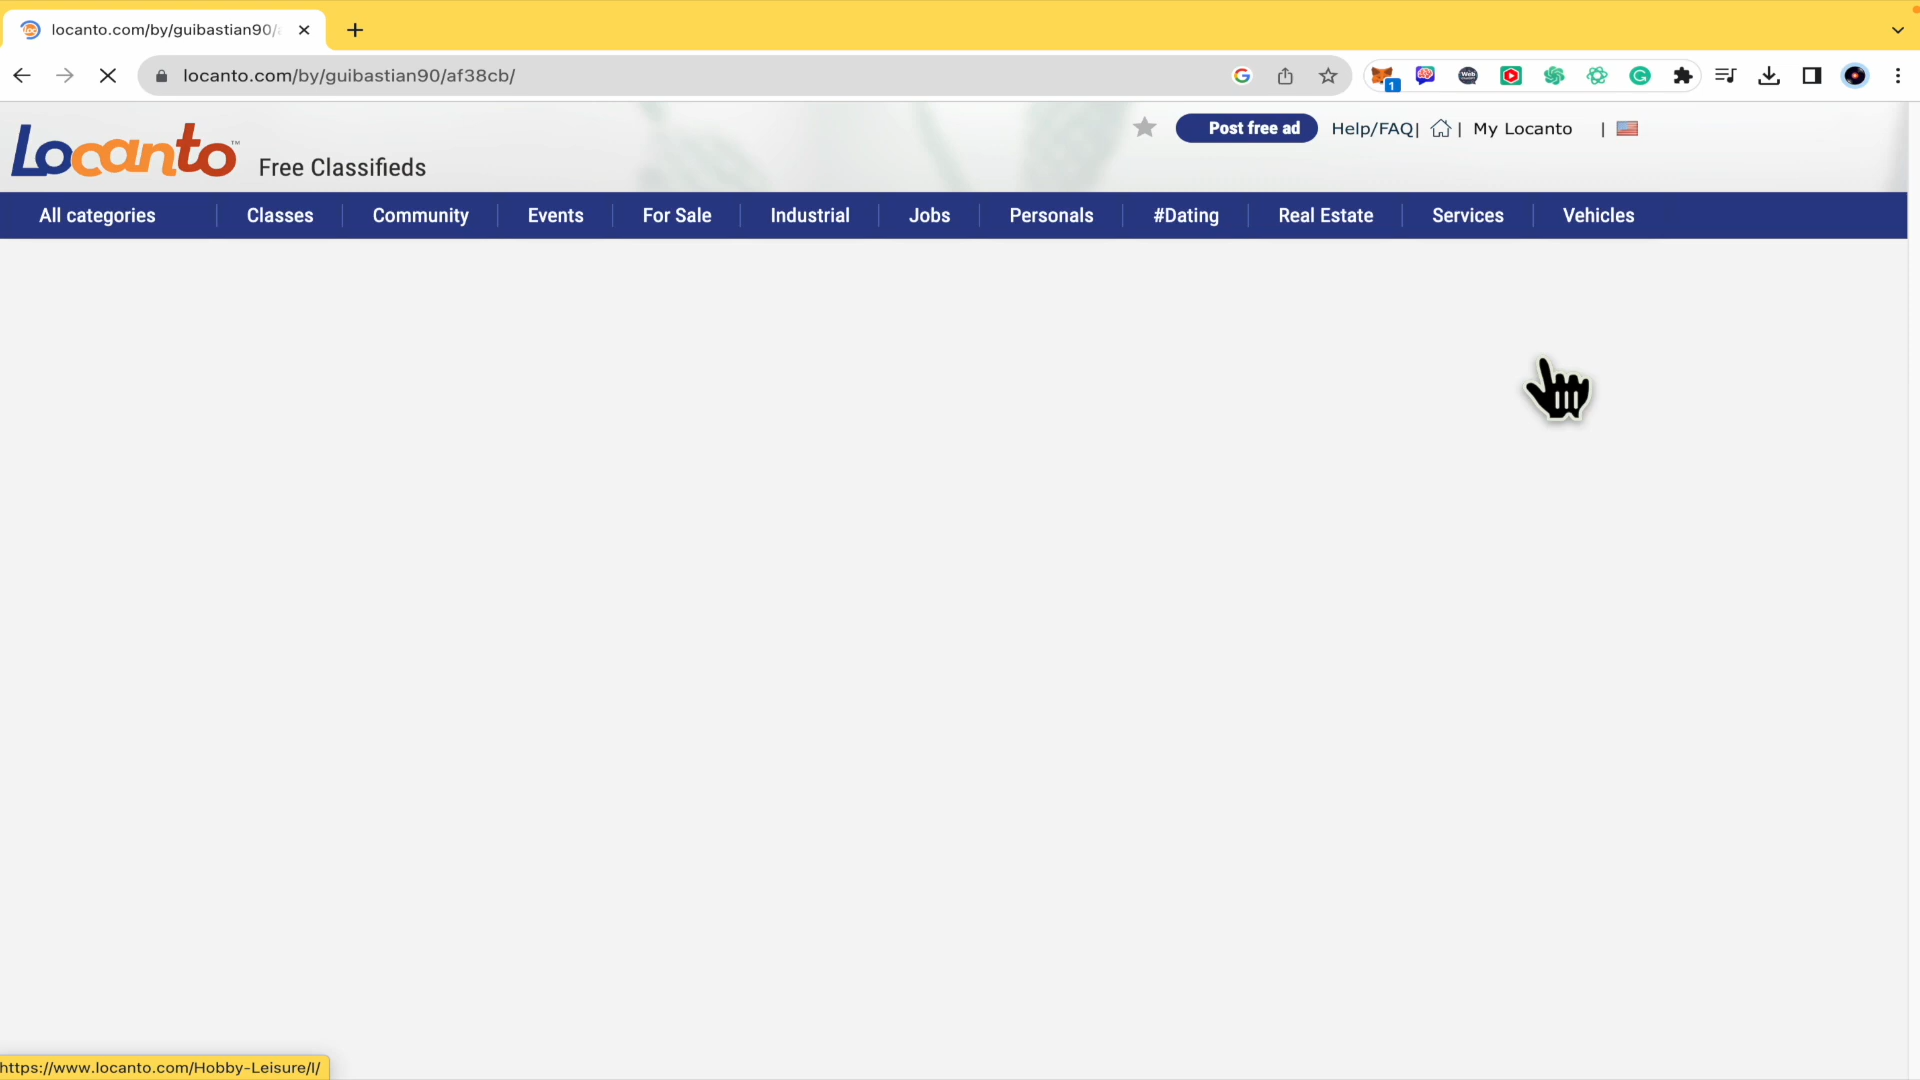 locanto.com/by/guibastian90/
locanto.com/by/guibastian90/af38cb/
1
Locanto™ Free Classifieds
Post free ad Help/FAQ| | My Locanto |
All categories Classes Community Events For Sale Industrial Jobs Personals #Dating Real Estate Services Vehicles
https://www.locanto.com/Hobby-Leisure/I/